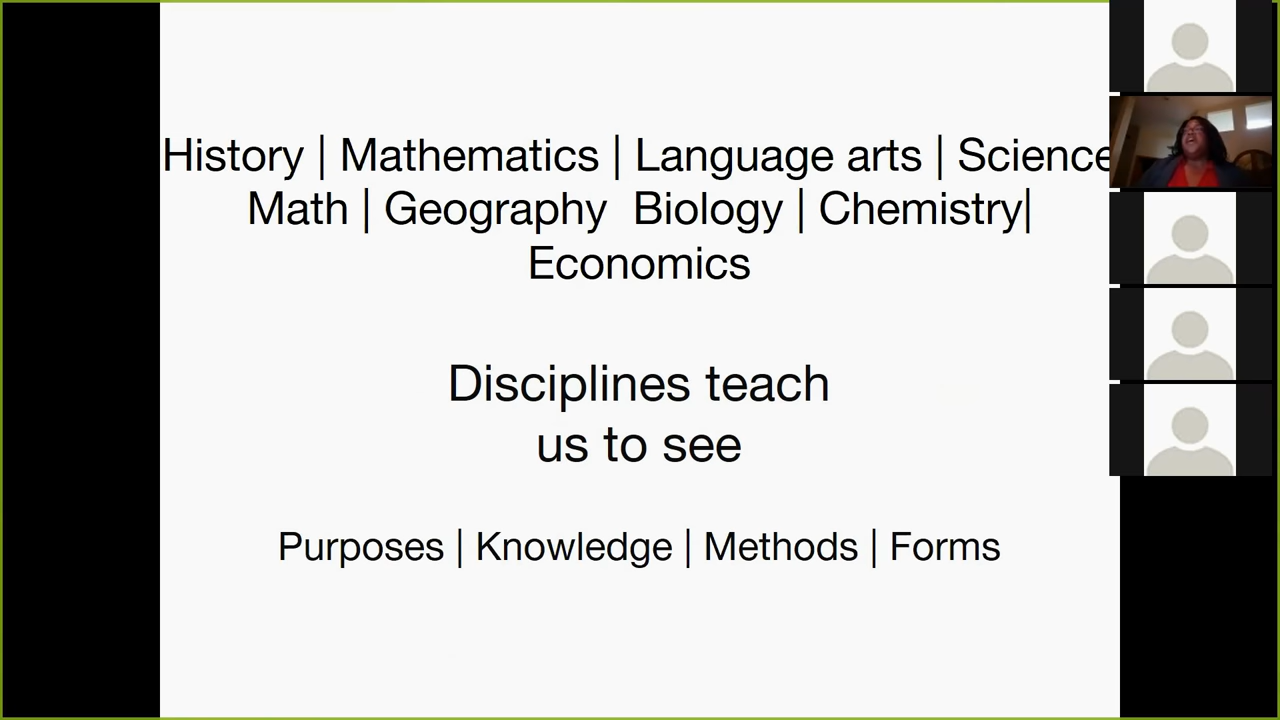 History | Mathematics | Language arts | Science
Math | Geography  Biology | Chemistry|
Economics
Disciplines teach
us to see
Purposes | Knowledge | Methods | Forms